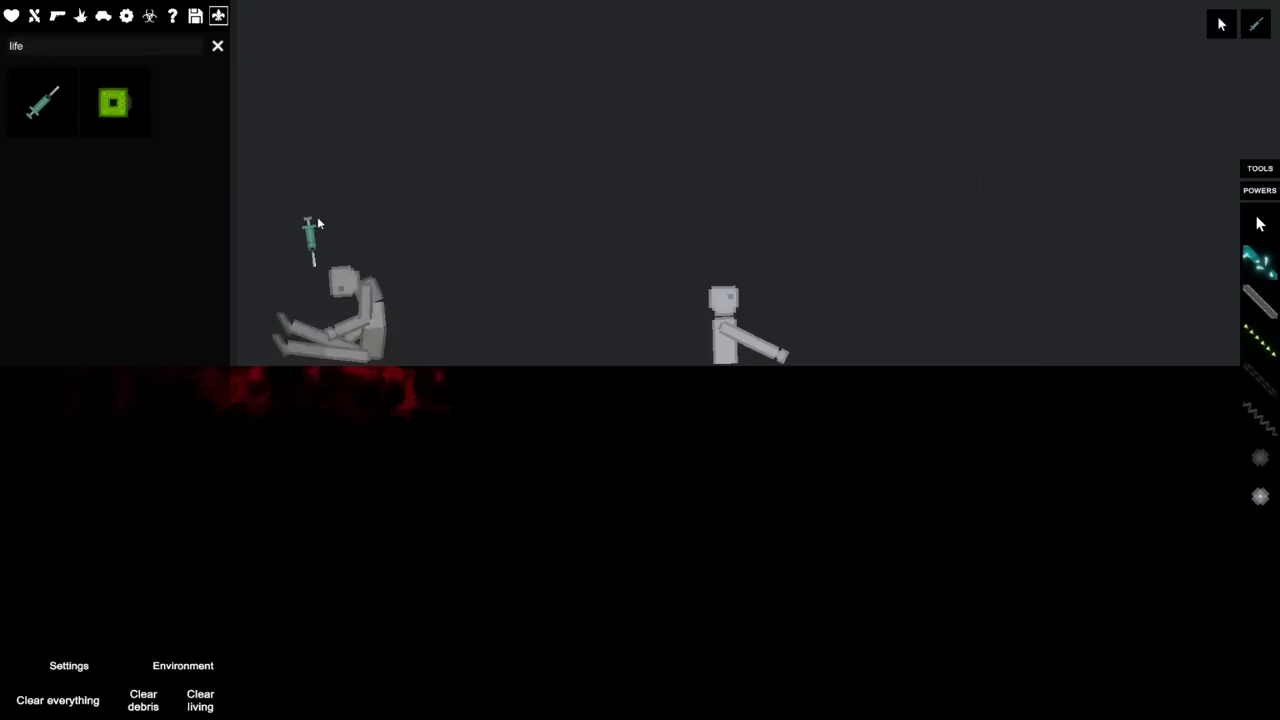 life
TOOLS
POWERS
Settings Environment
Clear everything Clear debris Clear living